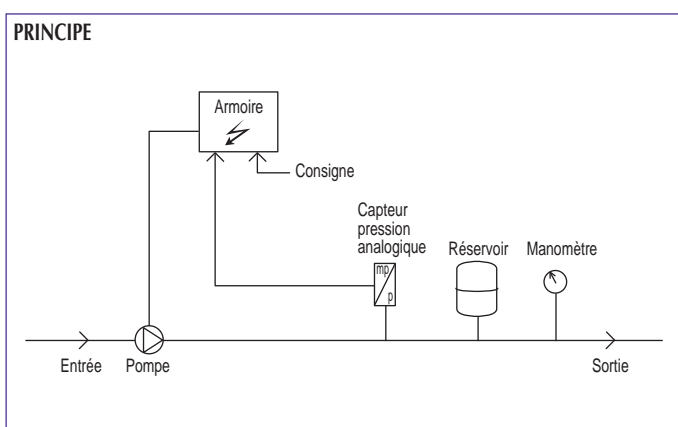 PRINCIPE
Armoire
Consigne
Capteur
pression
analogique
Réservoir
Manomètre
mp
p
Entrée
Pompe
Sortie